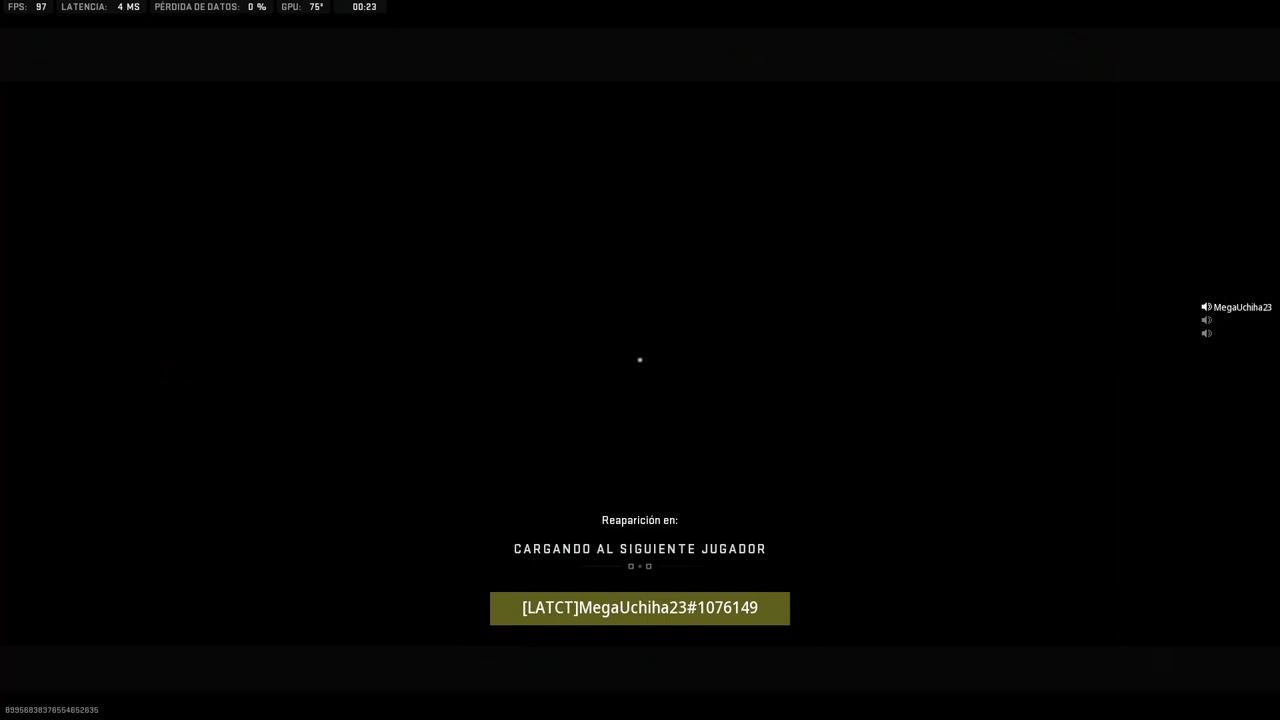 FPS: 97 LATENCIA: 4 MS PÉRDIDA DE DATOS: 0 % GPU: 75° 00:23
MegaUchiha23
Reaparición en:
CARGANDO AL SIGUIENTE JUGADOR
[LATCT]MegaUchiha23#1076149
89956838376554652635